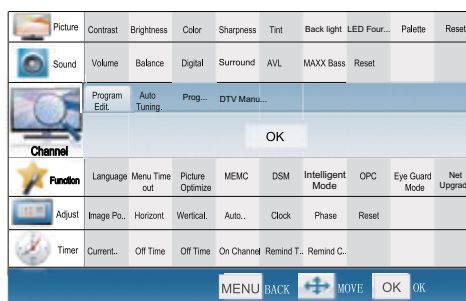 Picture Contrast Brightness Color Sharpness Tint Back light LED Four... Palette Reset
Sound Volume Balance Digital Surround AVL MAXX Bass Reset
Program Auto Prog... DTV Manu...
Edit. Tuning.
OK
Channel
Function Language Menu Time Picture MEMC DSM Intelligent OPC Eye Guard Net
out Optimize Mode Mode Upgrad
Adjust Image Po.. Horizont Wertical. Auto.. Clock Phase Reset
Timer Current.. Off Time Off Time On Channel Remind T.. Remind C..
MENU BACK MOVE OK OK